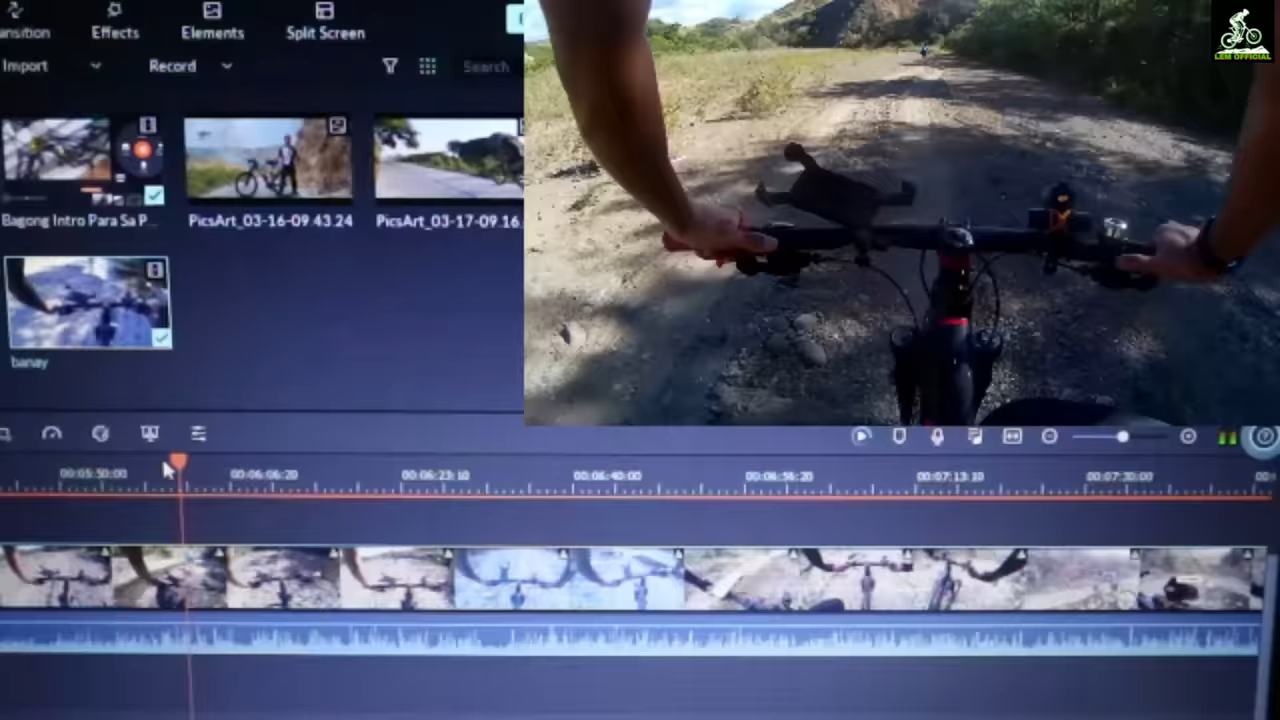 ansition Effects Elements Split Screen
Import Record Search
Bagong Intro Para Sa P... PicsArt_03-16-09.43.24 PicsArt_03-17-09.16.
banay
00:05:50:00 00:06:06:20 00:06:23:10 00:06:40:00 00:06:56:20 00:07:13:10 00:07:30:00 00:0
LEM OFFICIAL